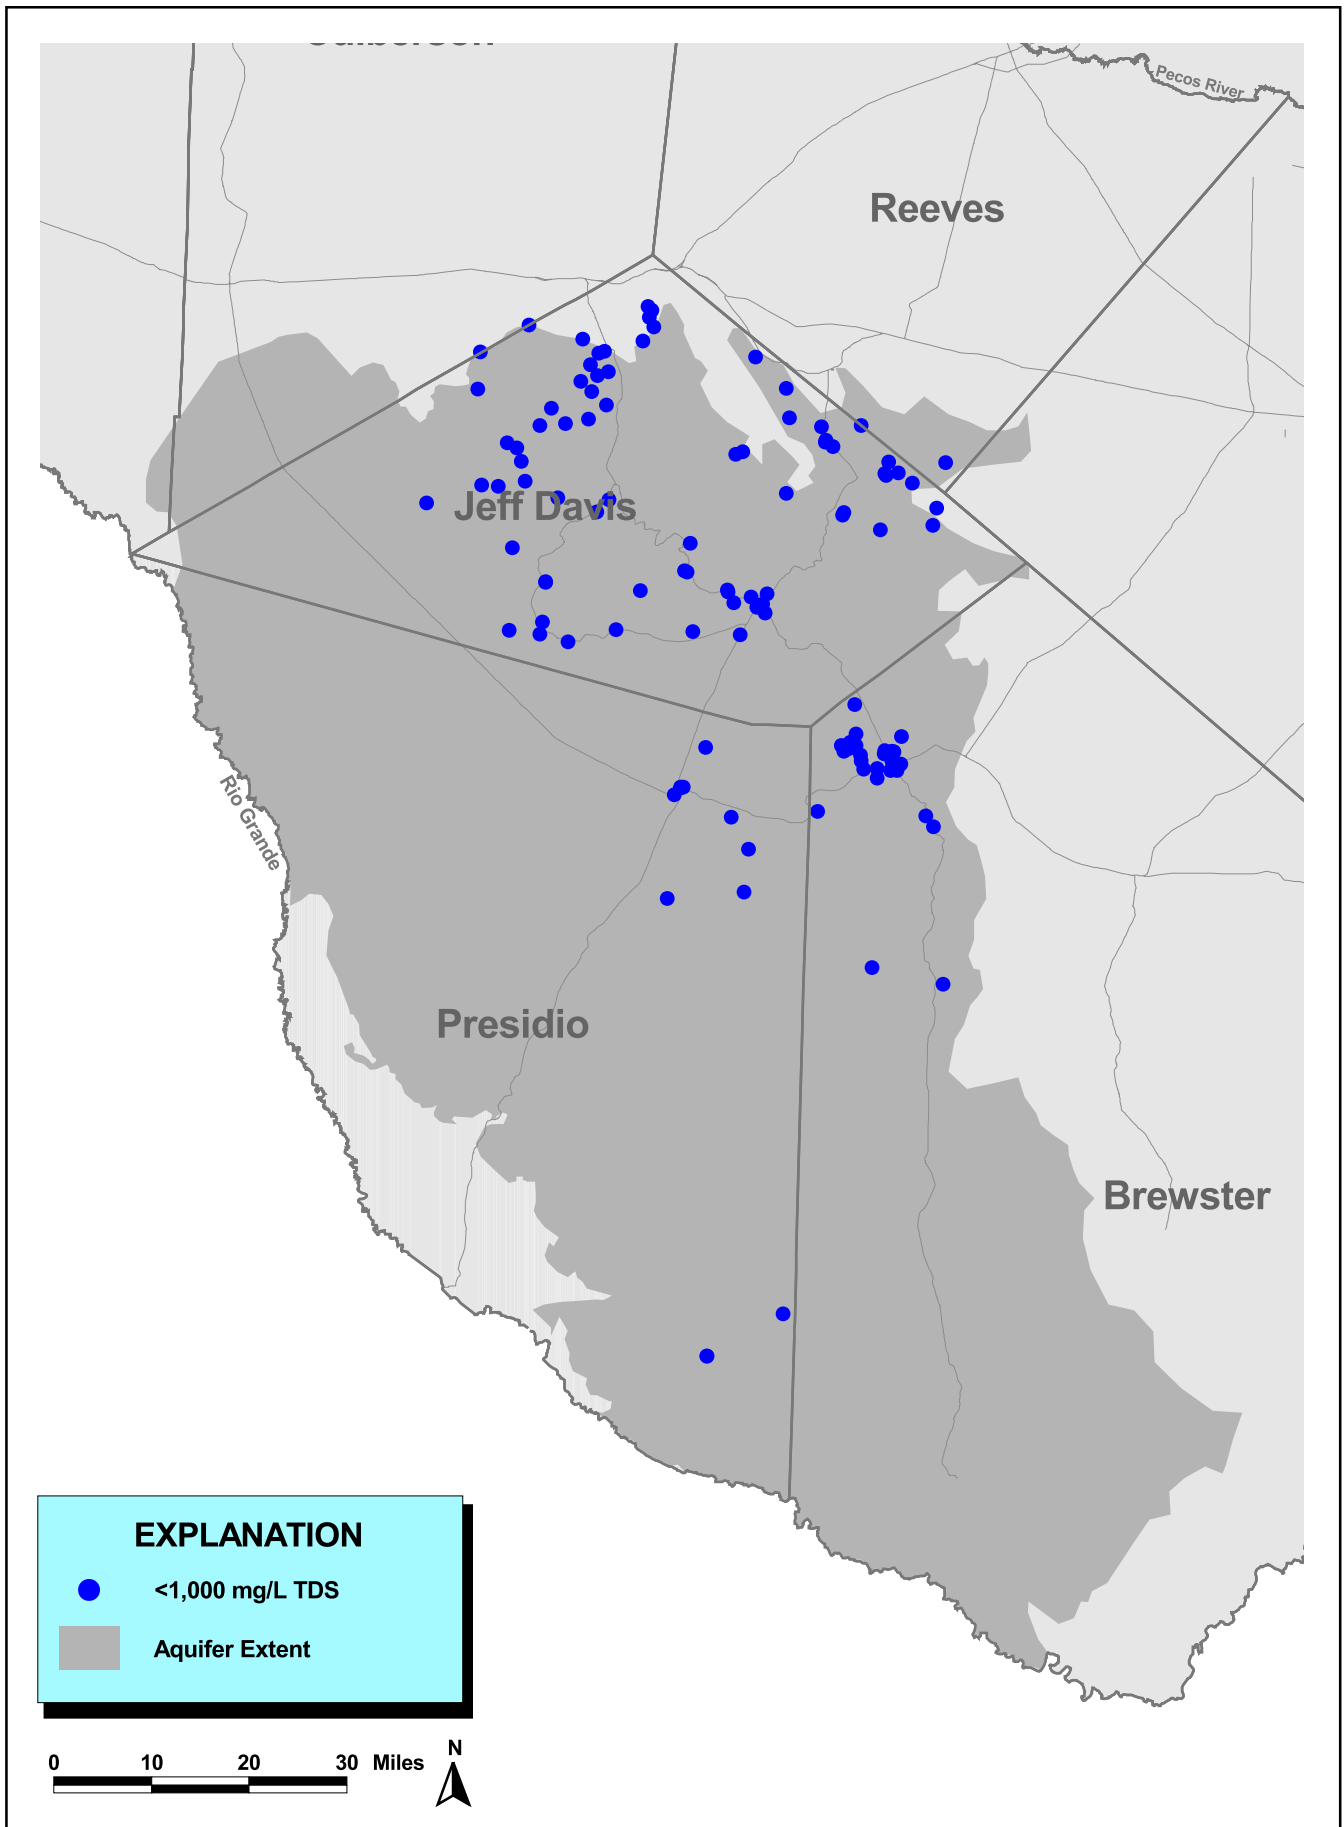 Pecos River
Reeves
Jeff Davis
Rio Grande
Presidio
Brewster
EXPLANATION
<1,000 mg/L TDS
Aquifer Extent
0 10 20 30 Miles N